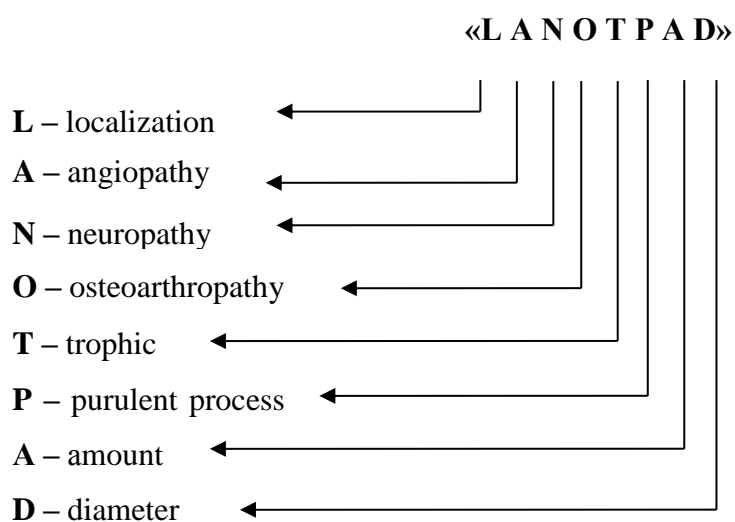 «L A N O T P A D»
L – localization
A – angiopathy
N – neuropathy
O – osteoarthropathy
T – trophic
P – purulent process
A – amount
D – diameter